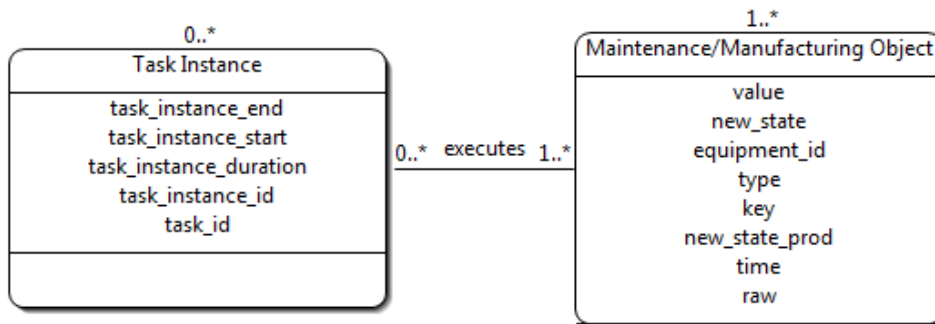 0..*
Task Instance
task_instance_end
task_instance_start
task_instance_duration
task_instance_id
task_id
0..* executes 1..*
1..*
Maintenance/Manufacturing Object
value
new_state
equipment_id
type
key
new_state_prod
time
raw